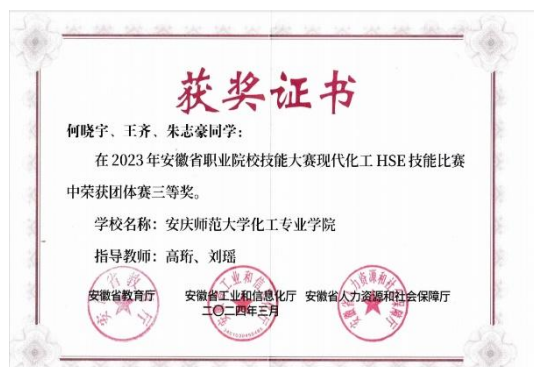 获奖证书
何晓宇、王齐、朱志豪同学：
在2023年安徽省职业院校技能大赛现代化工HSE技能比赛
中荣获团体赛三等奖。
学校名称：安庆师范大学化工专业学院
指导教师：高珩、刘瑶
安徽省教育厅 安徽省工业和信息化厅 安徽省人力资源和社会保障厅
二〇二四年三月